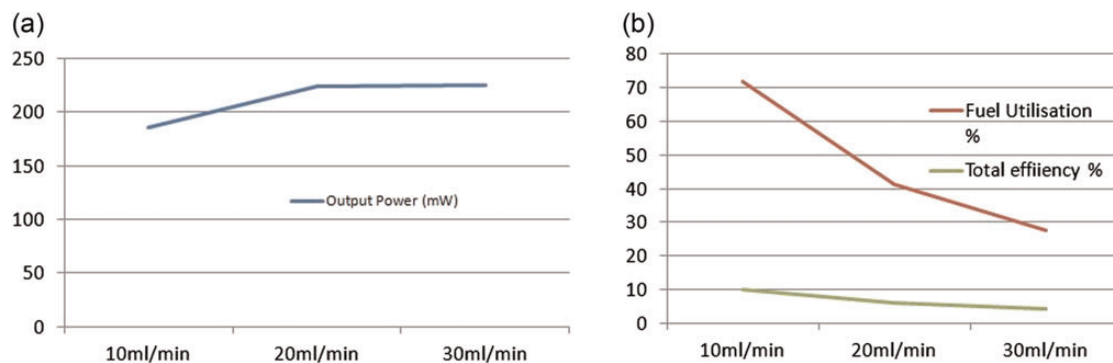 (a)
250
200
150
100
50
0
Output Power (mW)
10ml/min 20ml/min 30ml/min
(b)
80
70
60
50
40
30
20
10
0
Fuel Utilisation
%
Total effiiency %
10ml/min 20ml/min 30ml/min